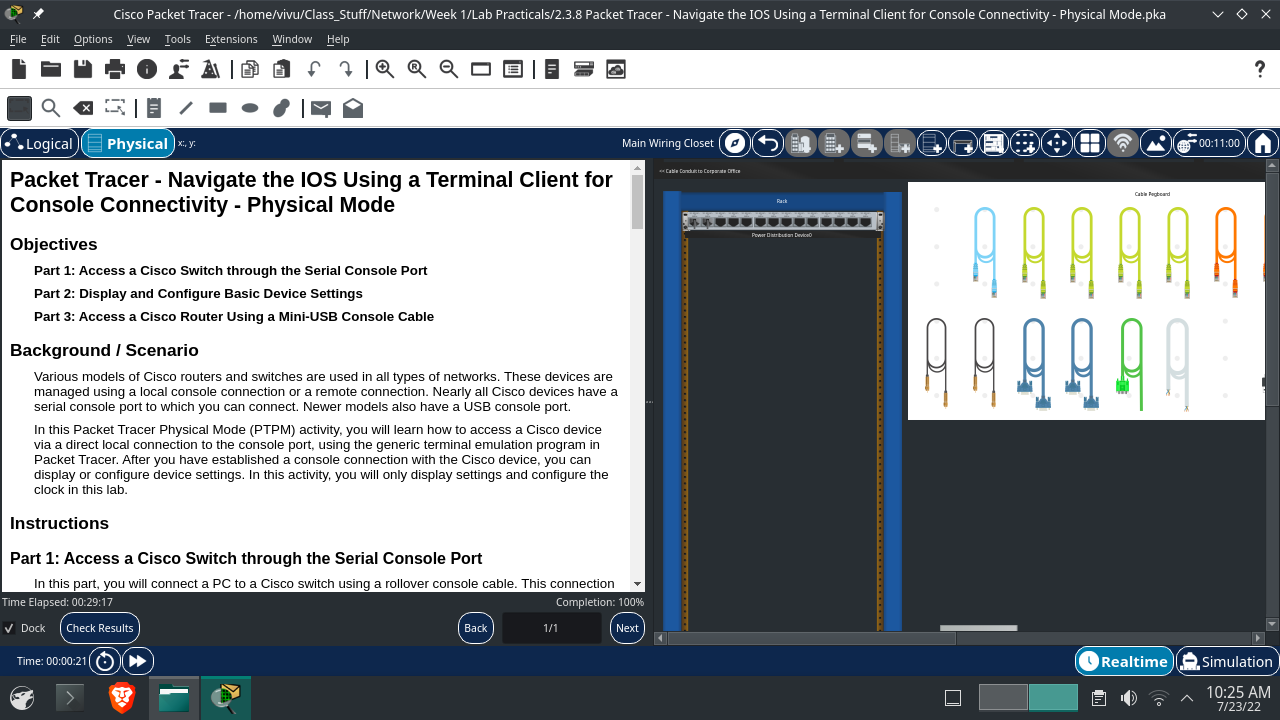 Cisco Packet Tracer - /home/vivu/Class_Stuff/Network/Week 1/Lab Practicals/2.3.8 Packet Tracer - Navigate the IOS Using a Terminal Client for Console Connectivity - Physical Mode.pka
File Edit Options View Tools Extensions Window Help
?
Logical Physical x:, y: Main Wiring Closet 00:11:00
Packet Tracer - Navigate the IOS Using a Terminal Client for
Console Connectivity - Physical Mode
Objectives
Part 1: Access a Cisco Switch through the Serial Console Port
Part 2: Display and Configure Basic Device Settings
Part 3: Access a Cisco Router Using a Mini-USB Console Cable
Background / Scenario
Various models of Cisco routers and switches are used in all types of networks. These devices are
managed using a local console connection or a remote connection. Nearly all Cisco devices have a
serial console port to which you can connect. Newer models also have a USB console port.
In this Packet Tracer Physical Mode (PTPM) activity, you will learn how to access a Cisco device
via a direct local connection to the console port, using the generic terminal emulation program in
Packet Tracer. After you have established a console connection with the Cisco device, you can
display or configure device settings. In this activity, you will only display settings and configure the
clock in this lab.
Instructions
Part 1: Access a Cisco Switch through the Serial Console Port
In this part, you will connect a PC to a Cisco switch using a rollover console cable. This connection
<< Cable Conduit to Corporate Office
Rack
Power Distribution Device0
Cable Pegboard
Time Elapsed: 00:29:17 Completion: 100%
Dock Check Results Back 1/1 Next
Time: 00:00:21 Realtime Simulation
10:25 AM
7/23/22